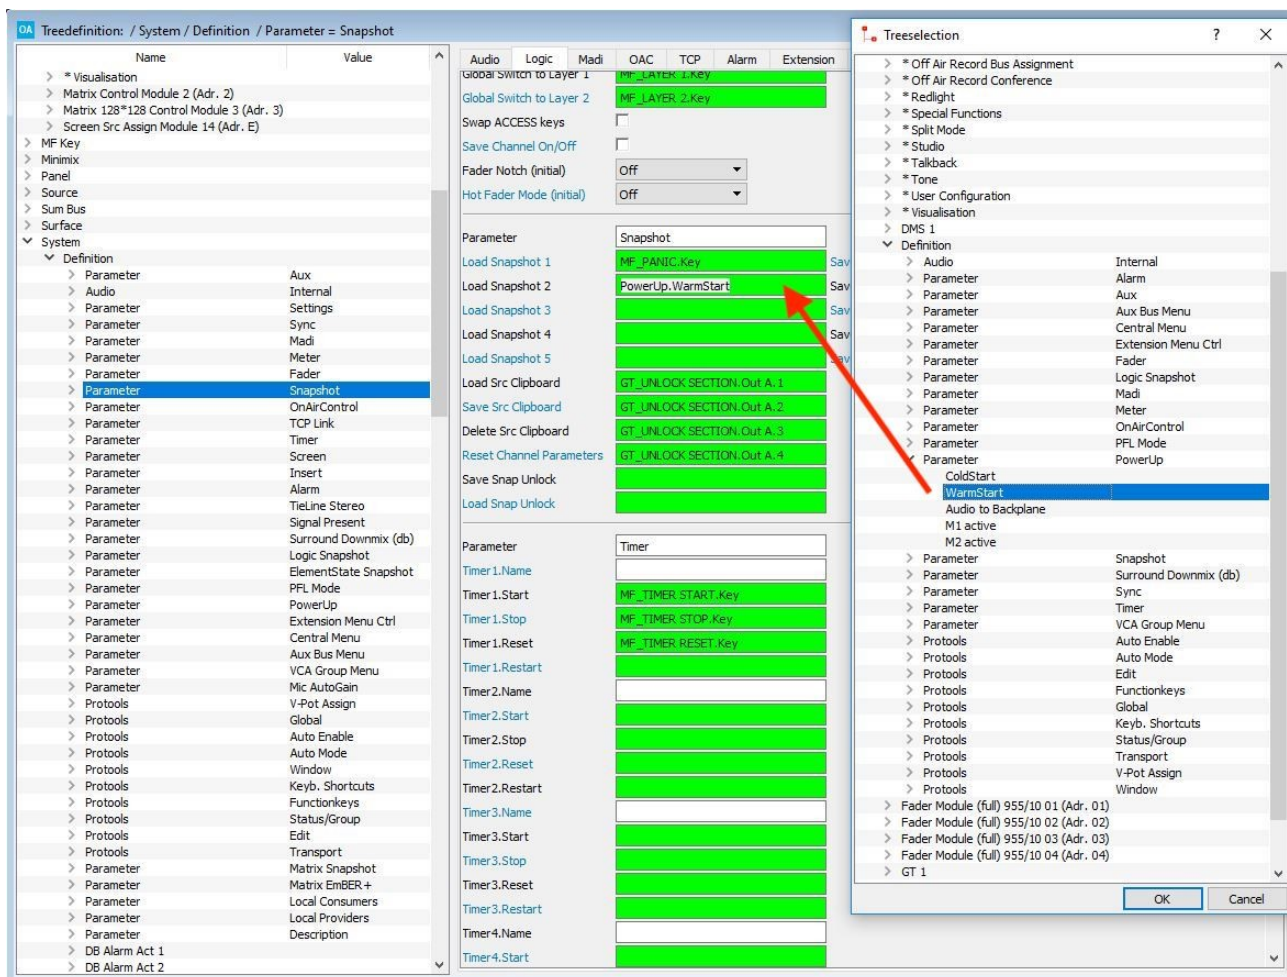 OA Treedefinition: / System / Definition / Parameter = Snapshot
Name Value
* Visualisation
Matrix Control Module 2 (Adr. 2)
Matrix 128*128 Control Module 3 (Adr. 3)
Screen Src Assign Module 14 (Adr. E)
MF Key
Minimix
Panel
Source
Sum Bus
Surface
System
Definition
Parameter Aux
Audio Internal
Parameter Settings
Parameter Sync
Parameter Madi
Parameter Meter
Parameter Fader
Parameter Snapshot
Parameter OnAirControl
Parameter TCP Link
Parameter Timer
Parameter Screen
Parameter Insert
Parameter Alarm
Parameter TieLine Stereo
Parameter Signal Present
Parameter Surround Downmix (db)
Parameter Logic Snapshot
Parameter ElementState Snapshot
Parameter PFL Mode
Parameter PowerUp
Parameter Extension Menu Ctrl
Parameter Central Menu
Parameter Aux Bus Menu
Parameter VCA Group Menu
Parameter Mic AutoGain
Protools V-Pot Assign
Protools Global
Protools Auto Enable
Protools Auto Mode
Protools Window
Protools Keyb. Shortcuts
Protools Functionkeys
Protools Status/Group
Protools Edit
Protools Transport
Parameter Matrix Snapshot
Parameter Matrix EmBER+
Parameter Local Consumers
Parameter Local Providers
Parameter Description
DB Alarm Act 1
DB Alarm Act 2
Audio Logic Madi OAC TCP Alarm Extension
Global Switch to Layer 1 MF_LAYER 1.Key
Global Switch to Layer 2 MF_LAYER 2.Key
Swap ACCESS keys
Save Channel On/Off
Fader Notch (initial) Off
Hot Fader Mode (initial) Off
Parameter Snapshot
Load Snapshot 1 MF_PANIC.Key Sav
Load Snapshot 2 PowerUp.WarmStart Sav
Load Snapshot 3 Sav
Load Snapshot 4 Sav
Load Snapshot 5 Sav
Load Src Clipboard GT_UNLOCK SECTION.Out A.1
Save Src Clipboard GT_UNLOCK SECTION.Out A.2
Delete Src Clipboard GT_UNLOCK SECTION.Out A.3
Reset Channel Parameters GT_UNLOCK SECTION.Out A.4
Save Snap Unlock
Load Snap Unlock
Parameter Timer
Timer1.Name
Timer1.Start MF_TIMER START.Key
Timer1.Stop MF_TIMER STOP.Key
Timer1.Reset MF_TIMER RESET.Key
Timer1.Restart
Timer2.Name
Timer2.Start
Timer2.Stop
Timer2.Reset
Timer2.Restart
Timer3.Name
Timer3.Start
Timer3.Stop
Timer3.Reset
Timer3.Restart
Timer4.Name
Timer4.Start
Treeselection ? X
* Off Air Record Bus Assignment
* Off Air Record Conference
* Redlight
* Special Functions
* Split Mode
* Studio
* Talkback
* Tone
* User Configuration
* Visualisation
DMS 1
Definition
Audio Internal
Parameter Alarm
Parameter Aux
Parameter Aux Bus Menu
Parameter Central Menu
Parameter Extension Menu Ctrl
Parameter Fader
Parameter Logic Snapshot
Parameter Madi
Parameter Meter
Parameter OnAirControl
Parameter PFL Mode
Parameter PowerUp
ColdStart
WarmStart
Audio to Backplane
M1 active
M2 active
Parameter Snapshot
Parameter Surround Downmix (db)
Parameter Sync
Parameter Timer
Parameter VCA Group Menu
Protools Auto Enable
Protools Auto Mode
Protools Edit
Protools Functionkeys
Protools Global
Protools Keyb. Shortcuts
Protools Status/Group
Protools Transport
Protools V-Pot Assign
Protools Window
Fader Module (full) 955/10 01 (Adr. 01)
Fader Module (full) 955/10 02 (Adr. 02)
Fader Module (full) 955/10 03 (Adr. 03)
Fader Module (full) 955/10 04 (Adr. 04)
GT 1
OK Cancel